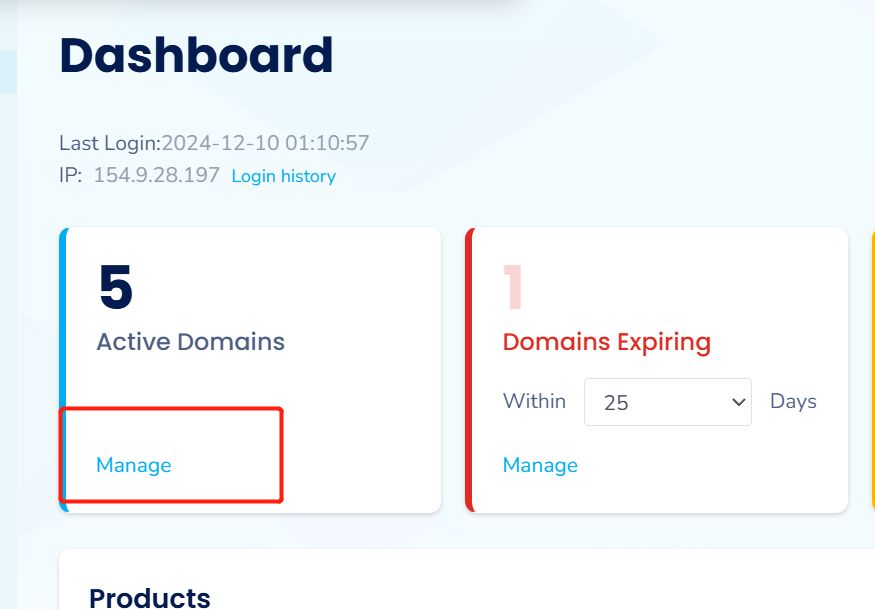 Dashboard
Last Login:2024-12-10 01:10:57
IP: 154.9.28.197 Login history
5
Active Domains
Manage
1
Domains Expiring
Within 25 Days
Manage
Products